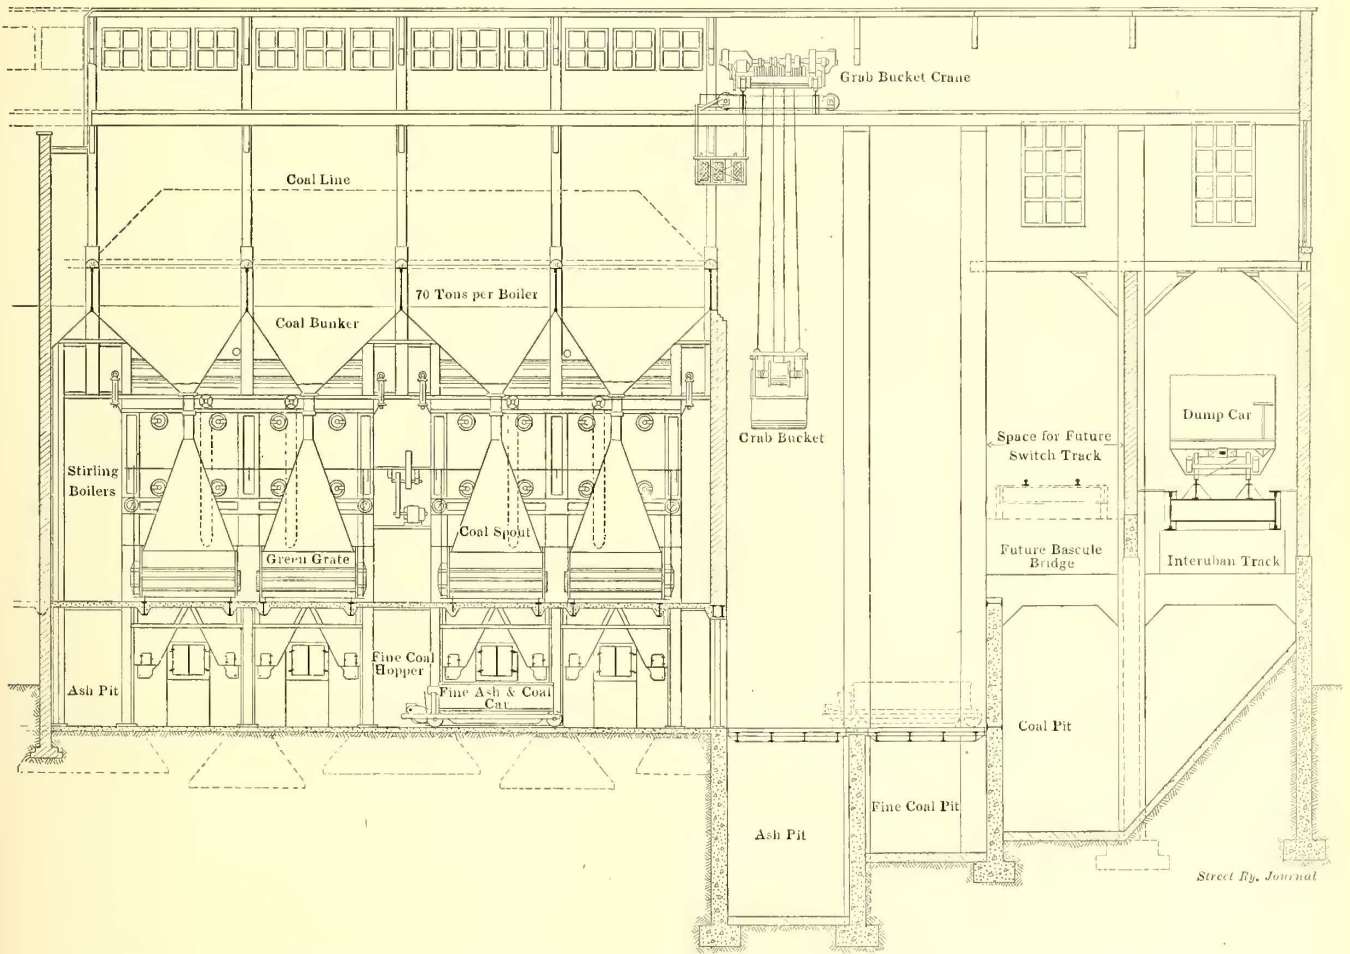 Grab Bucket Crane
Coal Line
70 Tons per Boiler
Coal Bunker
Crab Bucket
Dump Car
Space for Future
Switch Track
Stirling
Boilers
Coal Spout
Green Grate
Future Bascule
Bridge
Interuban Track
Fine Coal
Hopper
Ash Pit
Fine Ash & Coal
Car
Coal Pit
Fine Coal Pit
Ash Pit
Street Ry. Journal